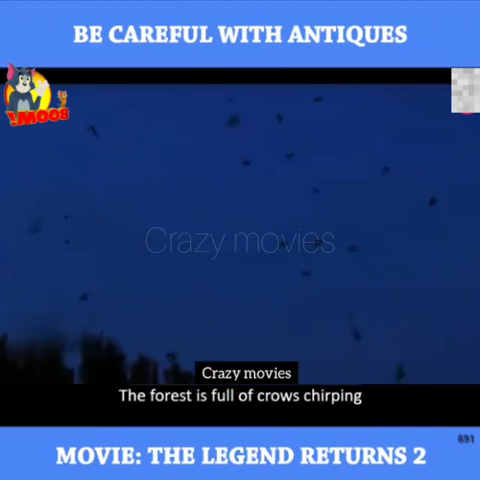 BE CAREFUL WITH ANTIQUES
BOOM!
Crazy movies
Crazy movies
The forest is full of crows chirping
691
MOVIE: THE LEGEND RETURNS 2